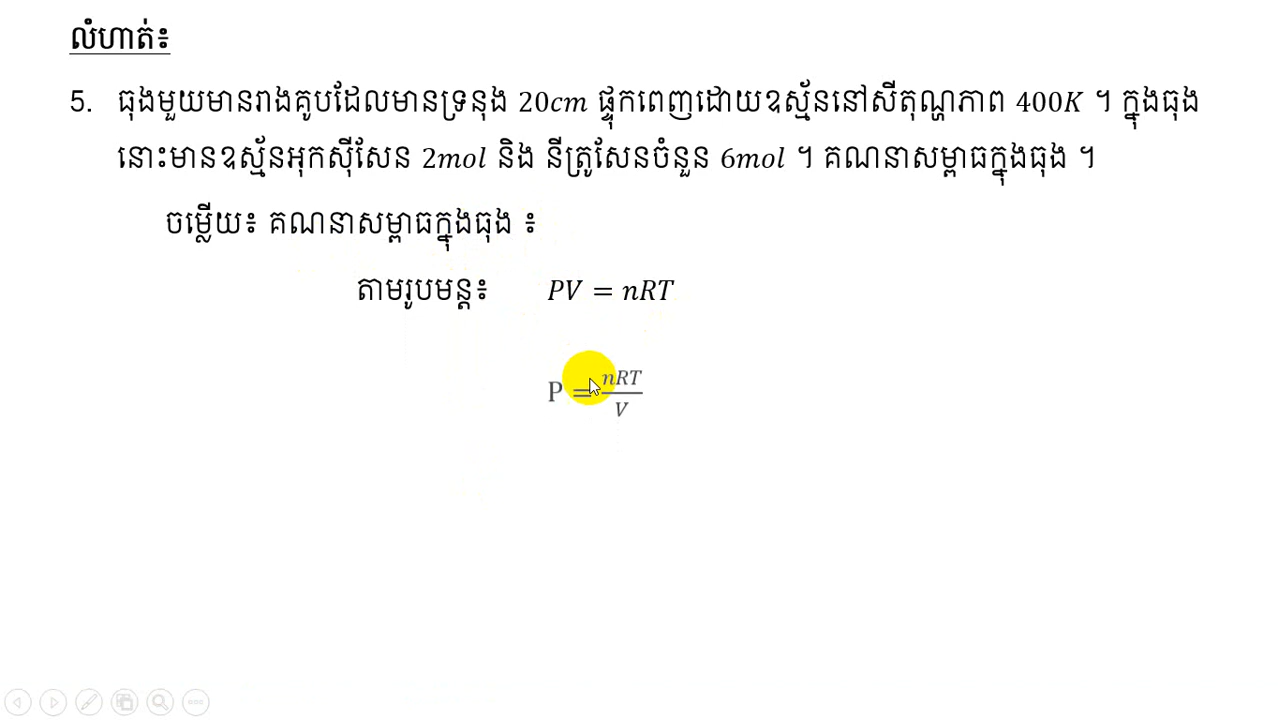 លំហាត់៖
5. ធុងមួយមានរាងគូបដែលមានទ្រនុង 20cm ផ្ទុកពេញដោយឧស្ម័ននៅសីតុណ្ហភាព 400K ។ ក្នុងធុង
នោះមានឧស្ម័នអុកស៊ីសែន 2mol និង នីត្រូសែនចំនួន 6mol ។ គណនាសម្ពាធក្នុងធុង ។
ចម្លើយ៖ គណនាសម្ពាធក្នុងធុង ៖
តាមរូបមន្ត៖ PV = nRT
P = nRT/V